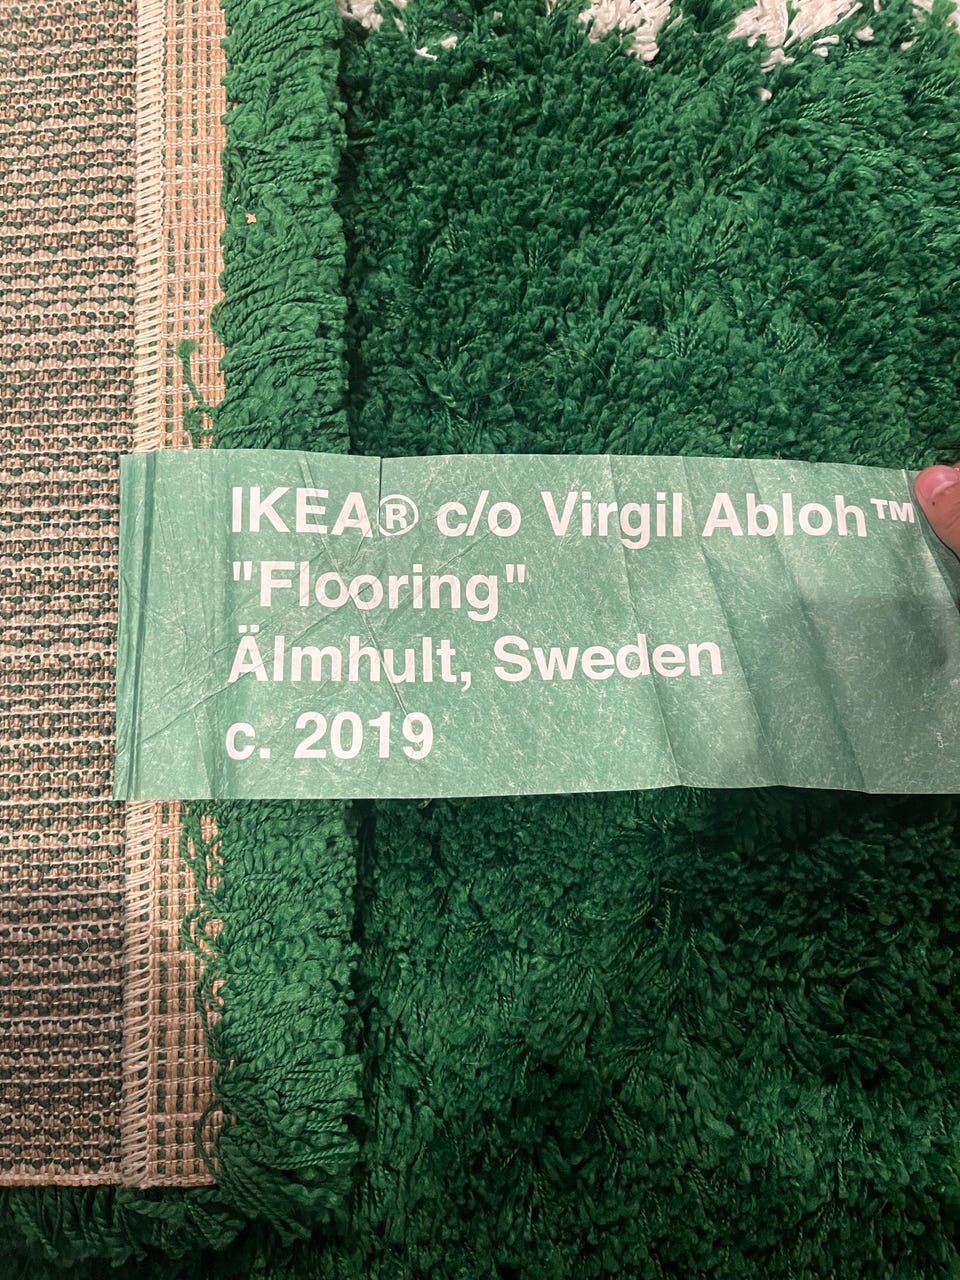 IKEA® c/o Virgil Abloh™
"Flooring"
Älmhult, Sweden
c. 2019